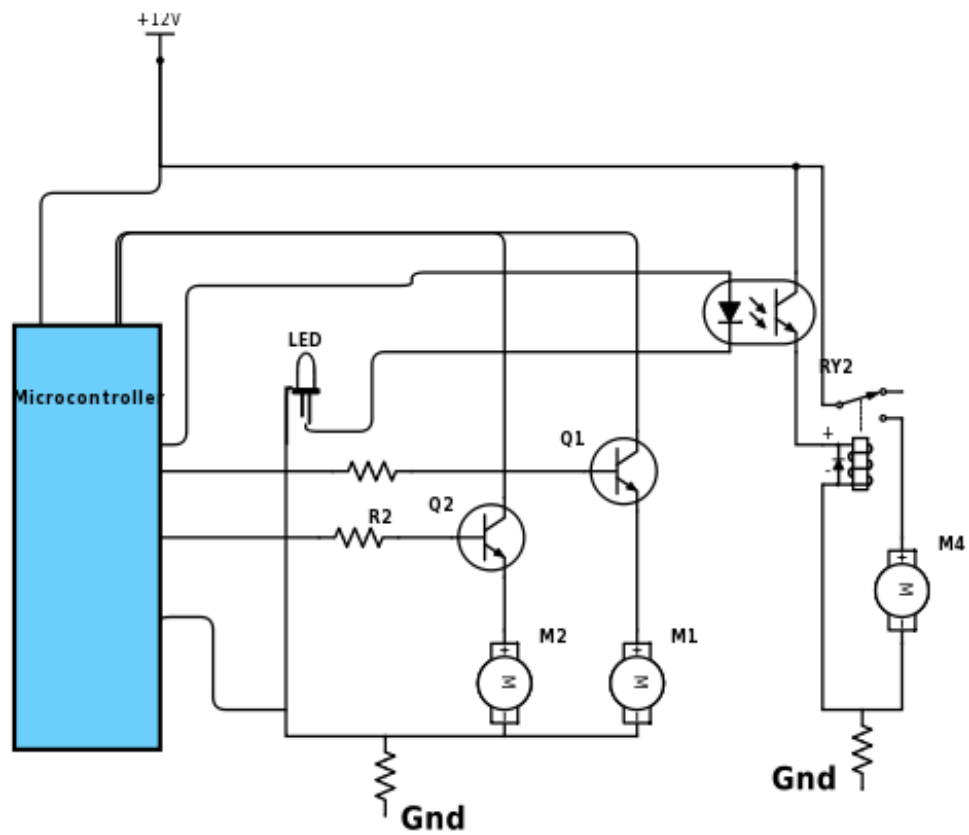 +12V
LED
RY2
Microcontroller
Q1
+
-
Q2
R2
M4
+
M
M2
M1
+
+
M
M
Gnd
Gnd